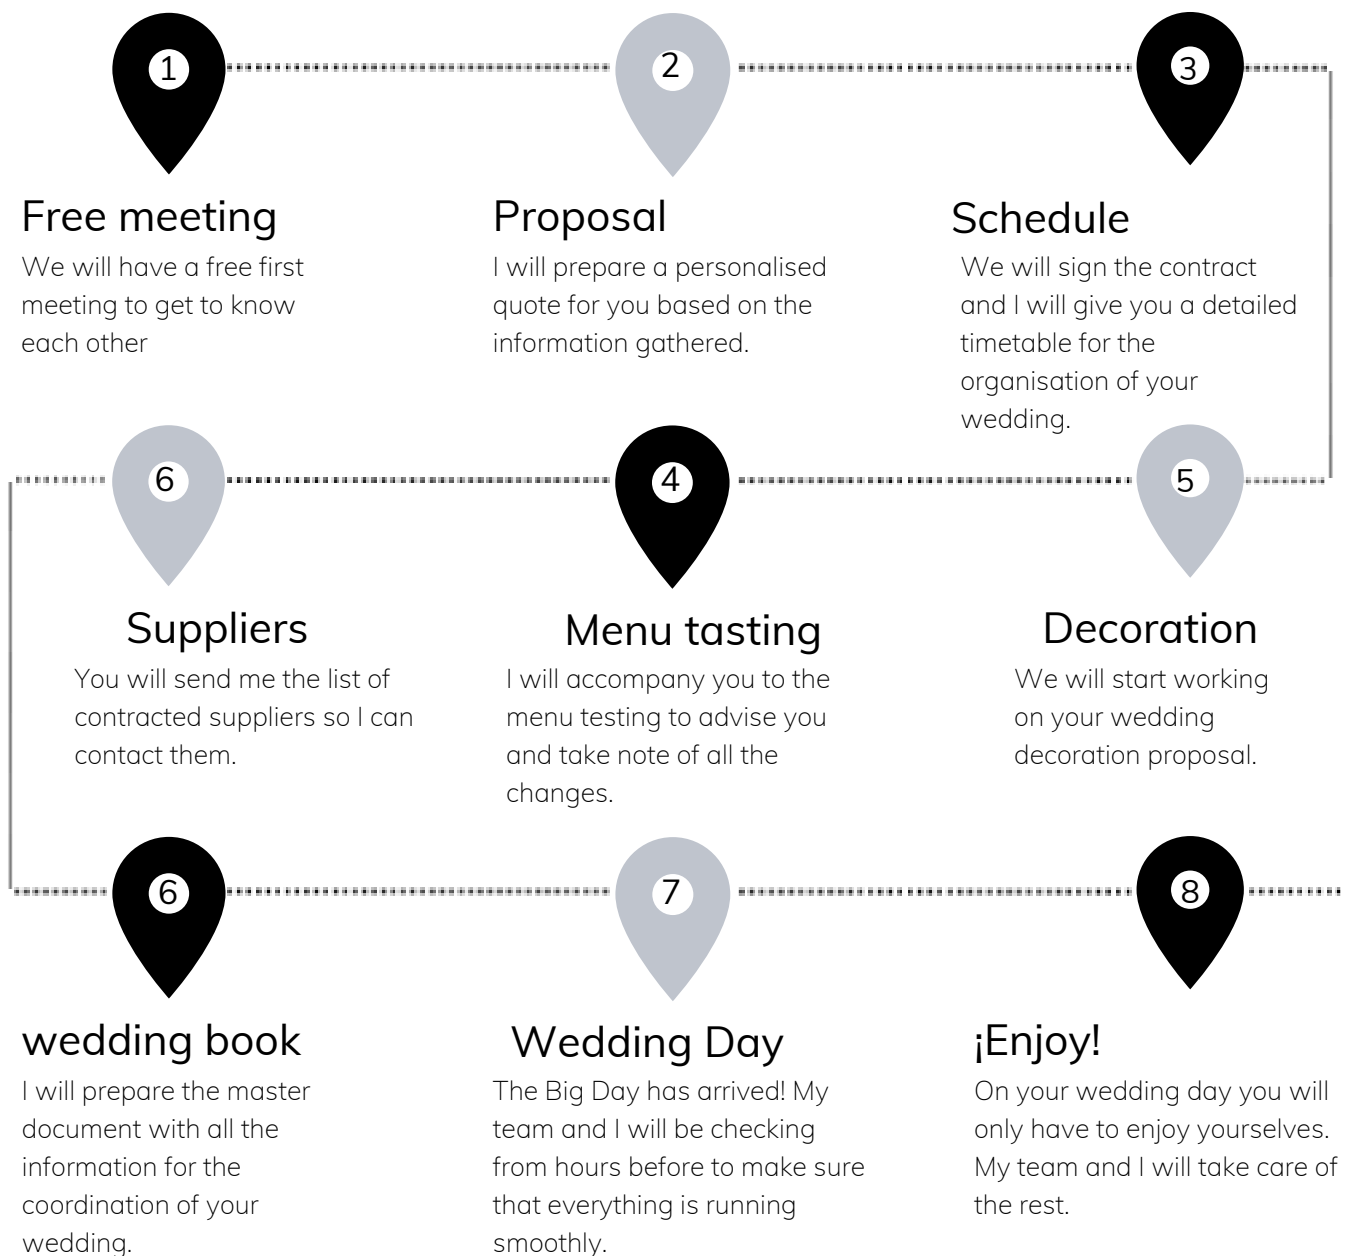 1
2
3
Free meeting
We will have a free first
meeting to get to know
each other
Proposal
I will prepare a personalised
quote for you based on the
information gathered.
Schedule
We will sign the contract
and I will give you a detailed
timetable for the
organisation of your
wedding.
6
4
5
Suppliers
You will send me the list of
contracted suppliers so I can
contact them.
Menu tasting
I will accompany you to the
menu testing to advise you
and take note of all the
changes.
Decoration
We will start working
on your wedding
decoration proposal.
6
7
8
wedding book
I will prepare the master
document with all the
information for the
coordination of your
wedding.
Wedding Day
The Big Day has arrived! My
team and I will be checking
from hours before to make sure
that everything is running
smoothly.
¡Enjoy!
On your wedding day you will
only have to enjoy yourselves.
My team and I will take care of
the rest.